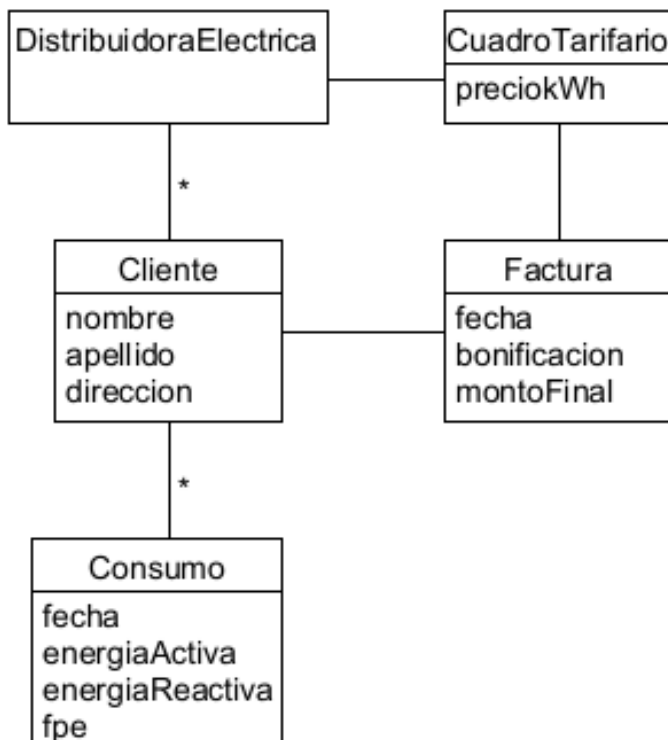 DistribuidoraElectrica
CuadroTarifario
preciokWh
*
Cliente
nombre
apellido
direccion
Factura
fecha
bonificacion
montoFinal
*
Consumo
fecha
energiaActiva
energiaReactiva
fpe